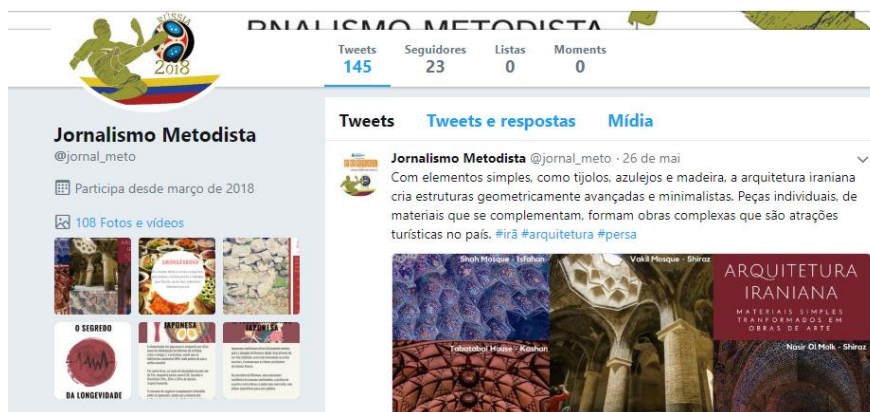 RNALISMO METODISTA
RÚSSIA
2018
Tweets Seguidores Listas Moments
145 23 0 0
Jornalismo Metodista
@jornal_meto
Participa desde março de 2018
108 Fotos e vídeos
O SEGREDO
DA LONGEVIDADE
JAPONESA
Tweets Tweets e respostas Mídia
Jornalismo Metodista @jornal_meto · 26 de mai
Com elementos simples, como tijolos, azulejos e madeira, a arquitetura iraniana
cria estruturas geometricamente avançadas e minimalistas. Peças individuais, de
materiais que se complementam, formam obras complexas que são atrações
turísticas no país. #irã #arquitetura #persa
Shah Mosque - Isfahan
Vakil Mosque - Shiraz
ARQUITETURA
IRANIANA
MATERIAIS SIMPLES
TRANFORMADOS EM
OBRAS DE ARTE
Tabatabai House - Kashan
Nasir Ol Molk - Shiraz